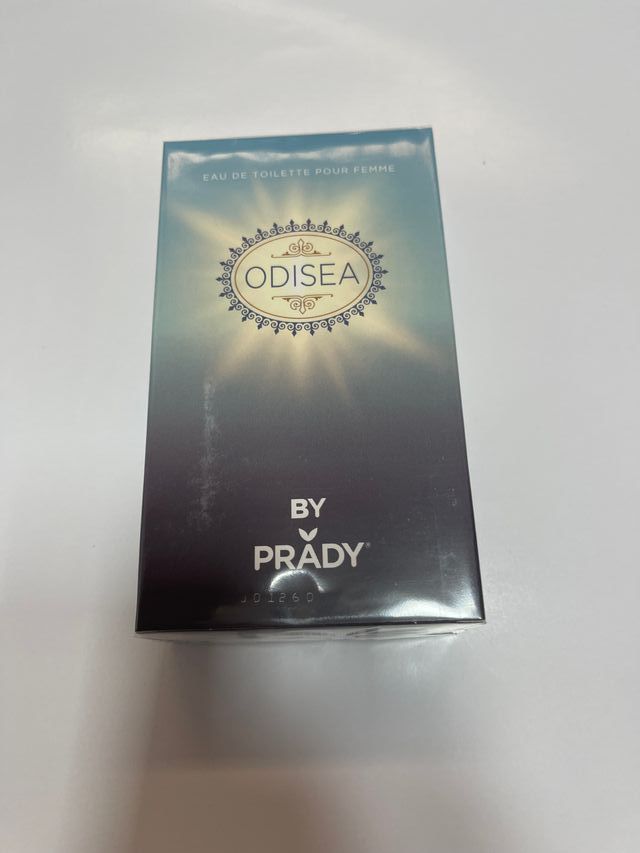 EAU DE TOILETTE POUR FEMME
ODISEA
BY
PRADY®
J01260